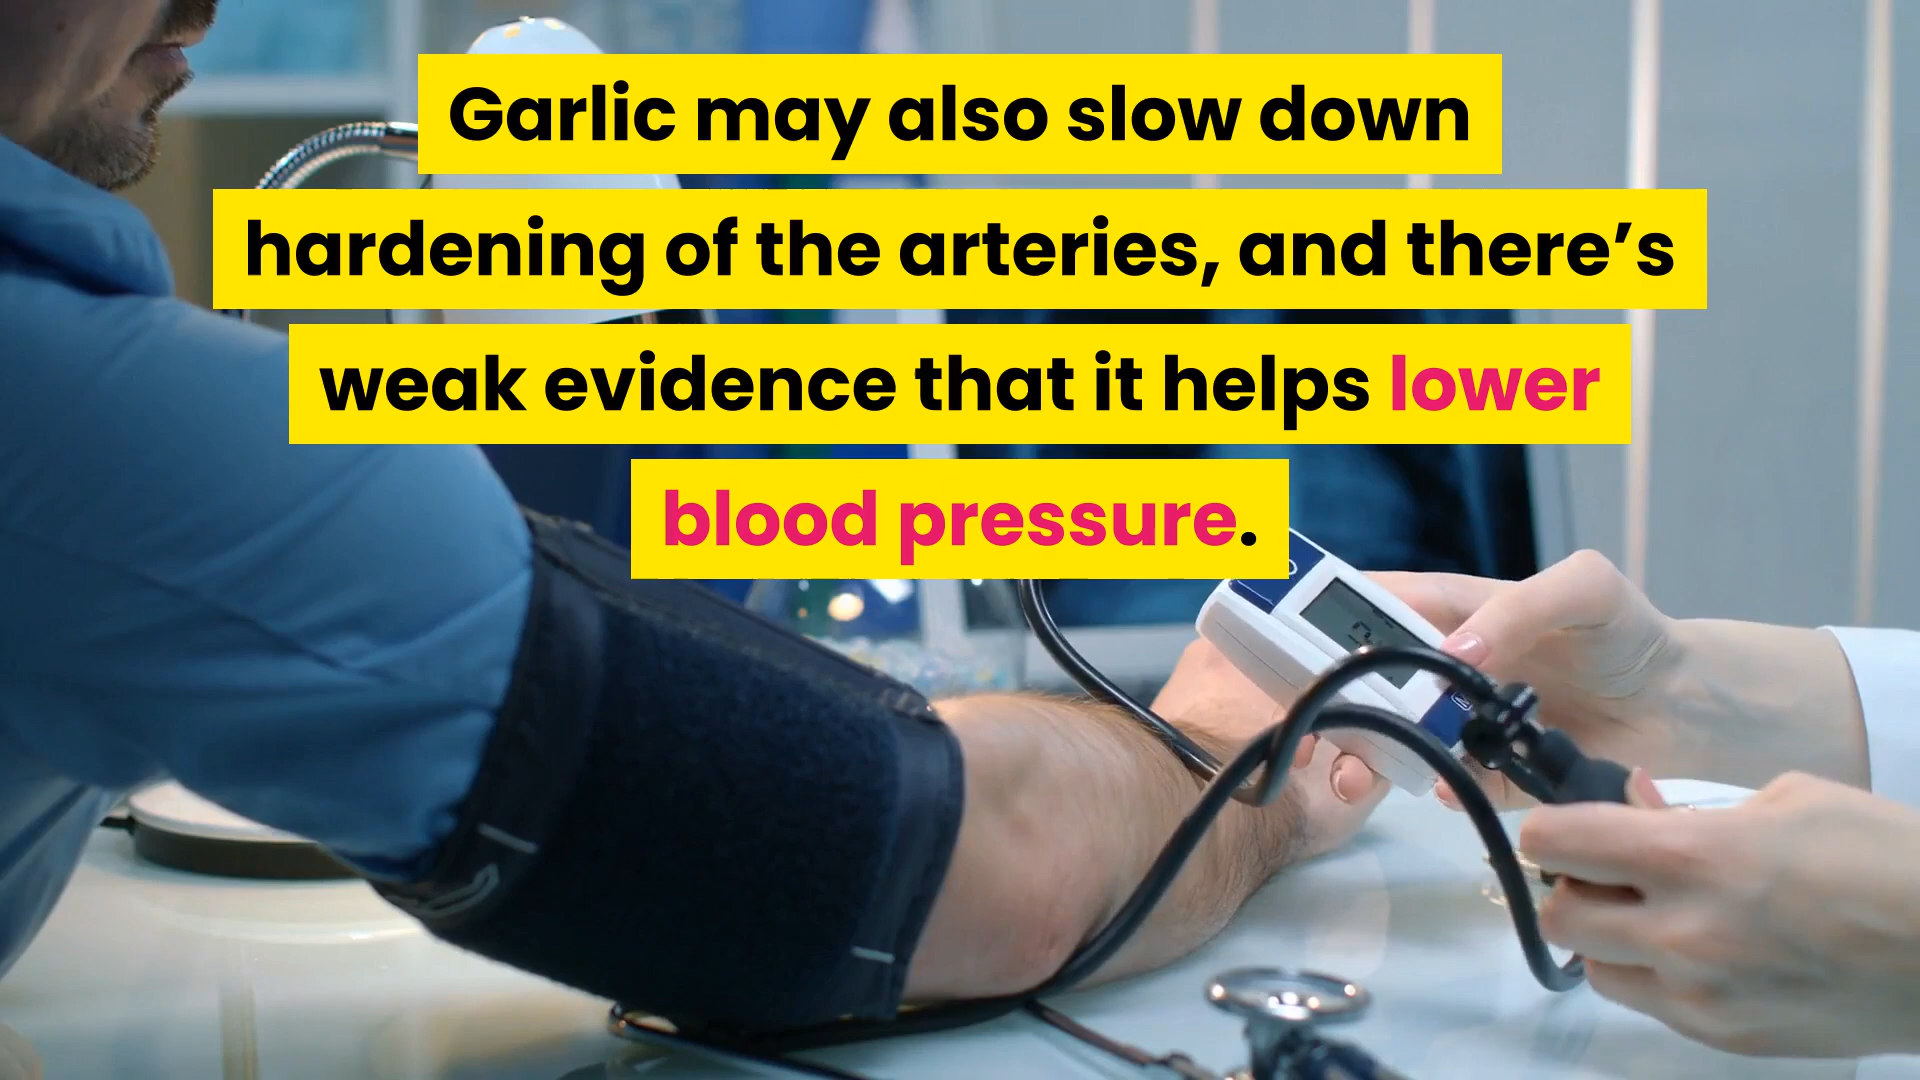 Garlic may also slow down
hardening of the arteries, and there’s
weak evidence that it helps lower
blood pressure.